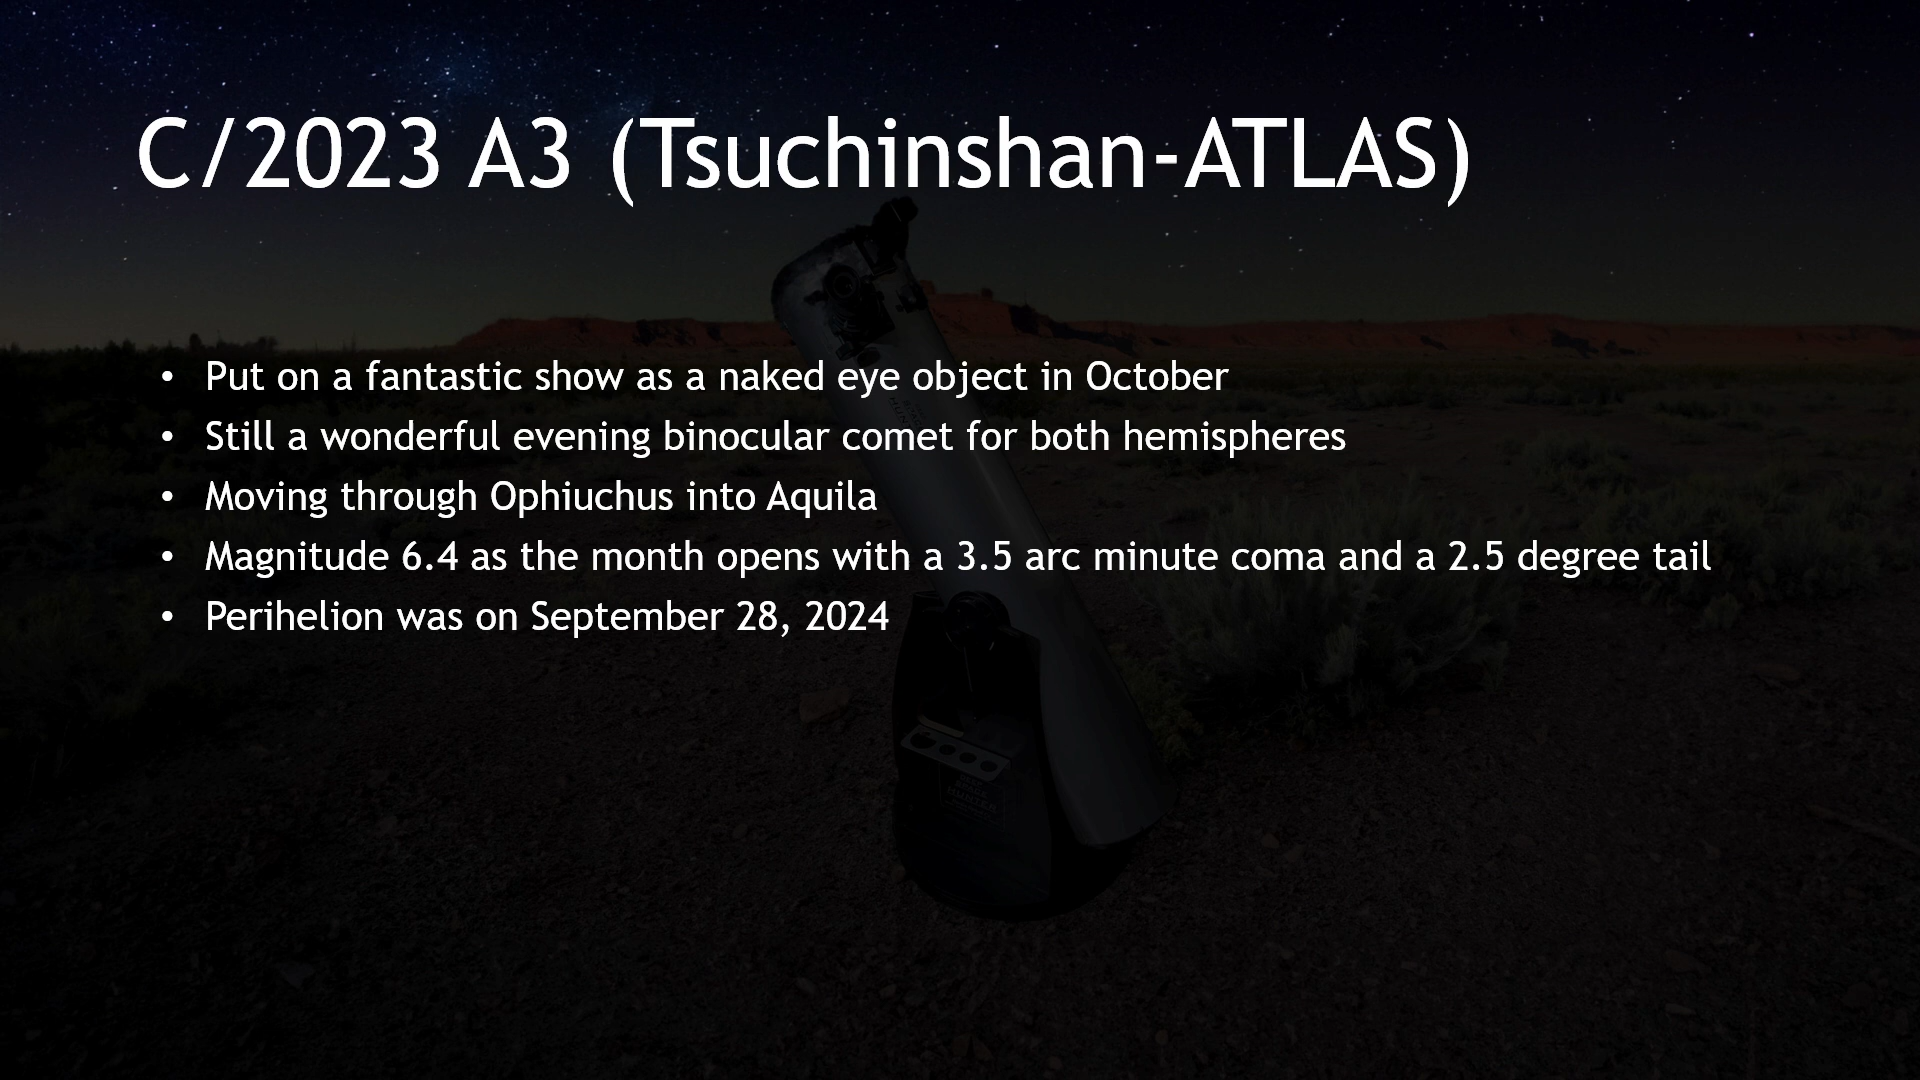 C/2023 A3 (Tsuchinshan-ATLAS)
• Put on a fantastic show as a naked eye object in October
• Still a wonderful evening binocular comet for both hemispheres
• Moving through Ophiuchus into Aquila
• Magnitude 6.4 as the month opens with a 3.5 arc minute coma and a 2.5 degree tail
• Perihelion was on September 28, 2024